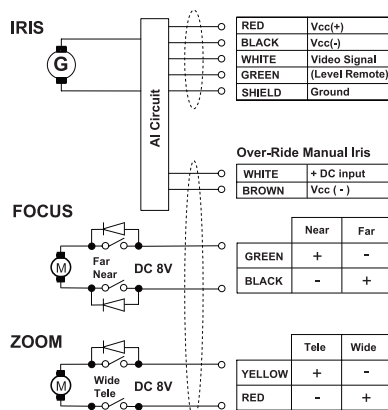 IRIS
G
AI Circuit
RED Vcc(+)
BLACK Vcc(-)
WHITE Video Signal
GREEN (Level Remote)
SHIELD Ground
Over-Ride Manual Iris
WHITE + DC input
BROWN Vcc ( - )
FOCUS
M
Far
Near
DC 8V
Near Far
GREEN + -
BLACK - +
ZOOM
M
Wide
Tele
DC 8V
Tele Wide
YELLOW + -
RED - +